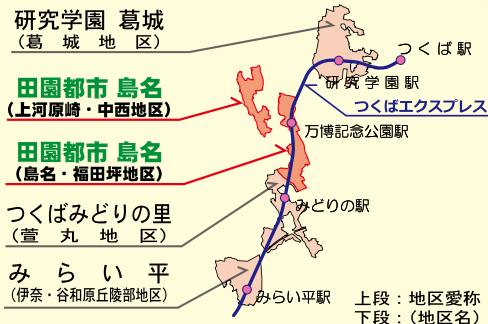 研究学園 葛城
(葛城地区)
つくば駅
研究学園駅
つくばエクスプレス
田園都市 島名
(上河原崎・中西地区)
万博記念公園駅
田園都市 島名
(島名・福田坪地区)
つくばみどりの里
(萱丸地区)
みどりの駅
みらい平
(伊奈・谷和原丘陵部地区)
みらい平駅
上段:地区愛称
下段:(地区名)